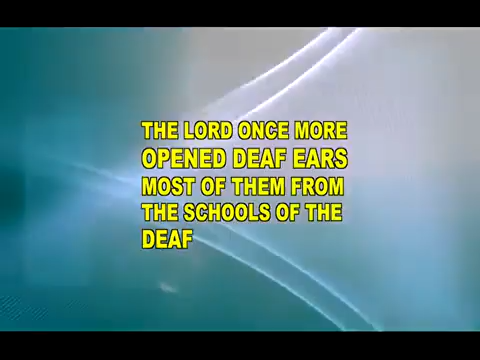 THE LORD ONCE MORE
OPENED DEAF EARS
MOST OF THEM FROM
THE SCHOOLS OF THE
DEAF